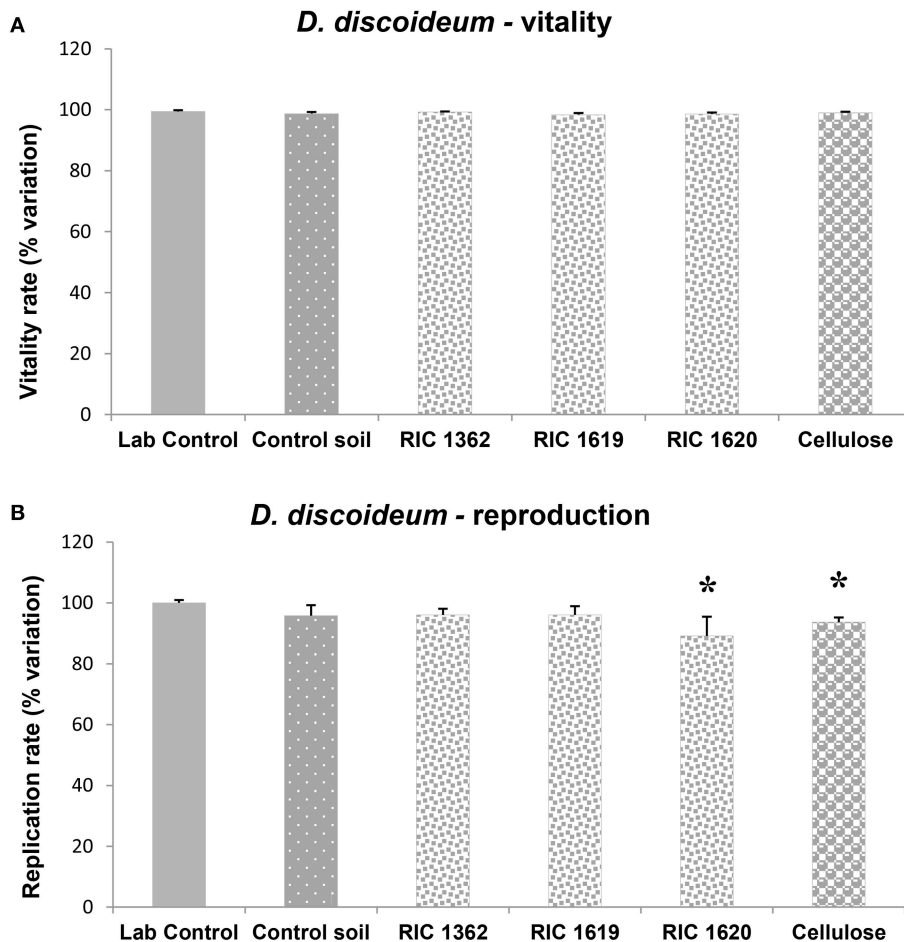 A
D. discoideum - vitality
Vitality rate (% variation)
120
100
80
60
40
20
0
Lab Control Control soil RIC 1362 RIC 1619 RIC 1620 Cellulose
B
D. discoideum - reproduction
Replication rate (% variation)
120
100
80
60
40
20
0
* *
Lab Control Control soil RIC 1362 RIC 1619 RIC 1620 Cellulose